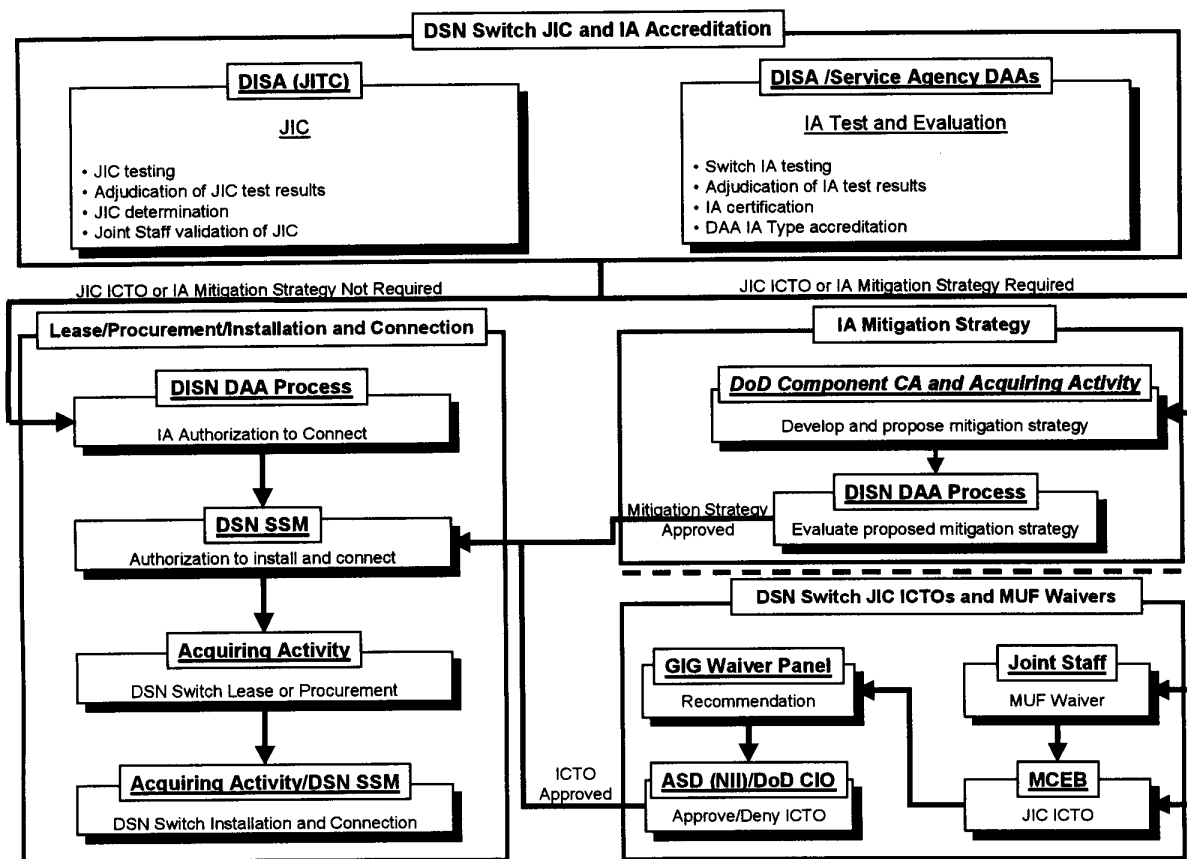 DSN Switch JIC and IA Accreditation
DISA (JITC)
JIC
• JIC testing
• Adjudication of JIC test results
• JIC determination
• Joint Staff validation of JIC
DISA /Service Agency DAAs
IA Test and Evaluation
• Switch IA testing
• Adjudication of IA test results
• IA certification
• DAA IA Type accreditation
JIC ICTO or IA Mitigation Strategy Not Required
JIC ICTO or IA Mitigation Strategy Required
Lease/Procurement/Installation and Connection
DISN DAA Process
IA Authorization to Connect
DSN SSM
Authorization to install and connect
Acquiring Activity
DSN Switch Lease or Procurement
Acquiring Activity/DSN SSM
DSN Switch Installation and Connection
IA Mitigation Strategy
DoD Component CA and Acquiring Activity
Develop and propose mitigation strategy
DISN DAA Process
Evaluate proposed mitigation strategy
Mitigation Strategy
Approved
DSN Switch JIC ICTOs and MUF Waivers
GIG Waiver Panel
Recommendation
Joint Staff
MUF Waiver
ASD (NII)/DoD CIO
Approve/Deny ICTO
MCEB
JIC ICTO
ICTO
Approved